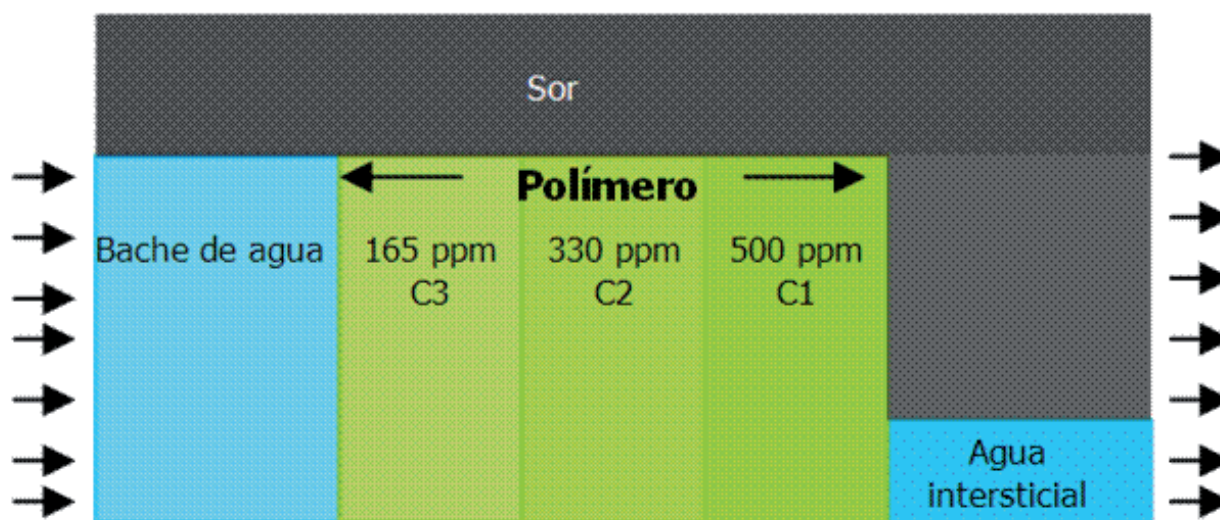 Sor
Polímero
Bache de agua
165 ppm
C3
330 ppm
C2
500 ppm
C1
Agua
intersticial